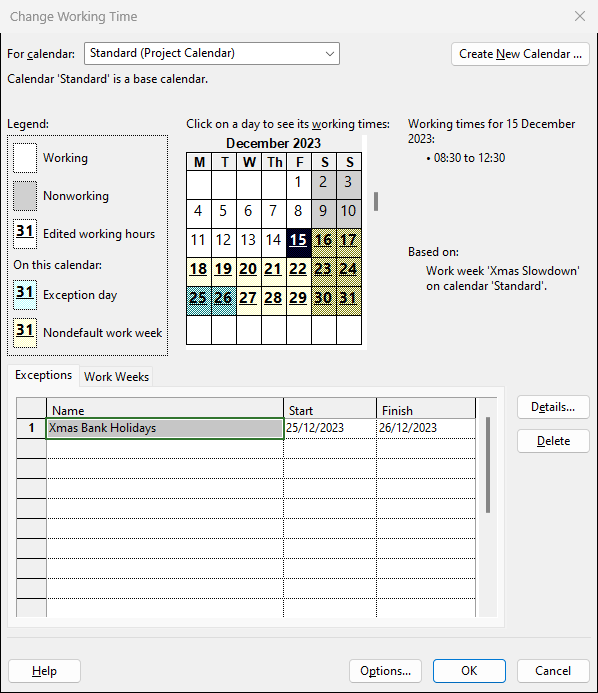 Change Working Time
For calendar: Standard (Project Calendar)
Create New Calendar ...
Calendar 'Standard' is a base calendar.
Legend:
Working
Nonworking
31 Edited working hours
On this calendar:
31 Exception day
31 Nondefault work week
Click on a day to see its working times:
December 2023
M T W Th F S S
1 2 3
4 5 6 7 8 9 10
11 12 13 14 15 16 17
18 19 20 21 22 23 24
25 26 27 28 29 30 31
Working times for 15 December
2023:
• 08:30 to 12:30
Based on:
Work week 'Xmas Slowdown'
on calendar 'Standard'.
Exceptions Work Weeks
Name Start Finish
1 Xmas Bank Holidays 25/12/2023 26/12/2023
Details...
Delete
Help
Options...
OK
Cancel